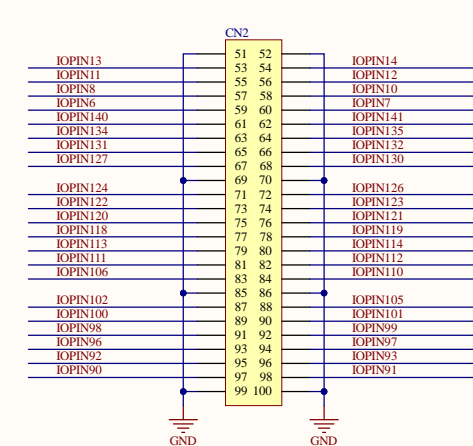 CN2
51 52
IOPIN13 53 54 IOPIN14
IOPIN11 55 56 IOPIN12
IOPIN8 57 58 IOPIN10
IOPIN6 59 60 IOPIN7
IOPIN140 61 62 IOPIN141
IOPIN134 63 64 IOPIN135
IOPIN131 65 66 IOPIN132
IOPIN127 67 68 IOPIN130
69 70
IOPIN124 71 72 IOPIN126
IOPIN122 73 74 IOPIN123
IOPIN120 75 76 IOPIN121
IOPIN118 77 78 IOPIN119
IOPIN113 79 80 IOPIN114
IOPIN111 81 82 IOPIN112
IOPIN106 83 84 IOPIN110
85 86
IOPIN102 87 88 IOPIN105
IOPIN100 89 90 IOPIN101
IOPIN98 91 92 IOPIN99
IOPIN96 93 94 IOPIN97
IOPIN92 95 96 IOPIN93
IOPIN90 97 98 IOPIN91
99 100
GND GND